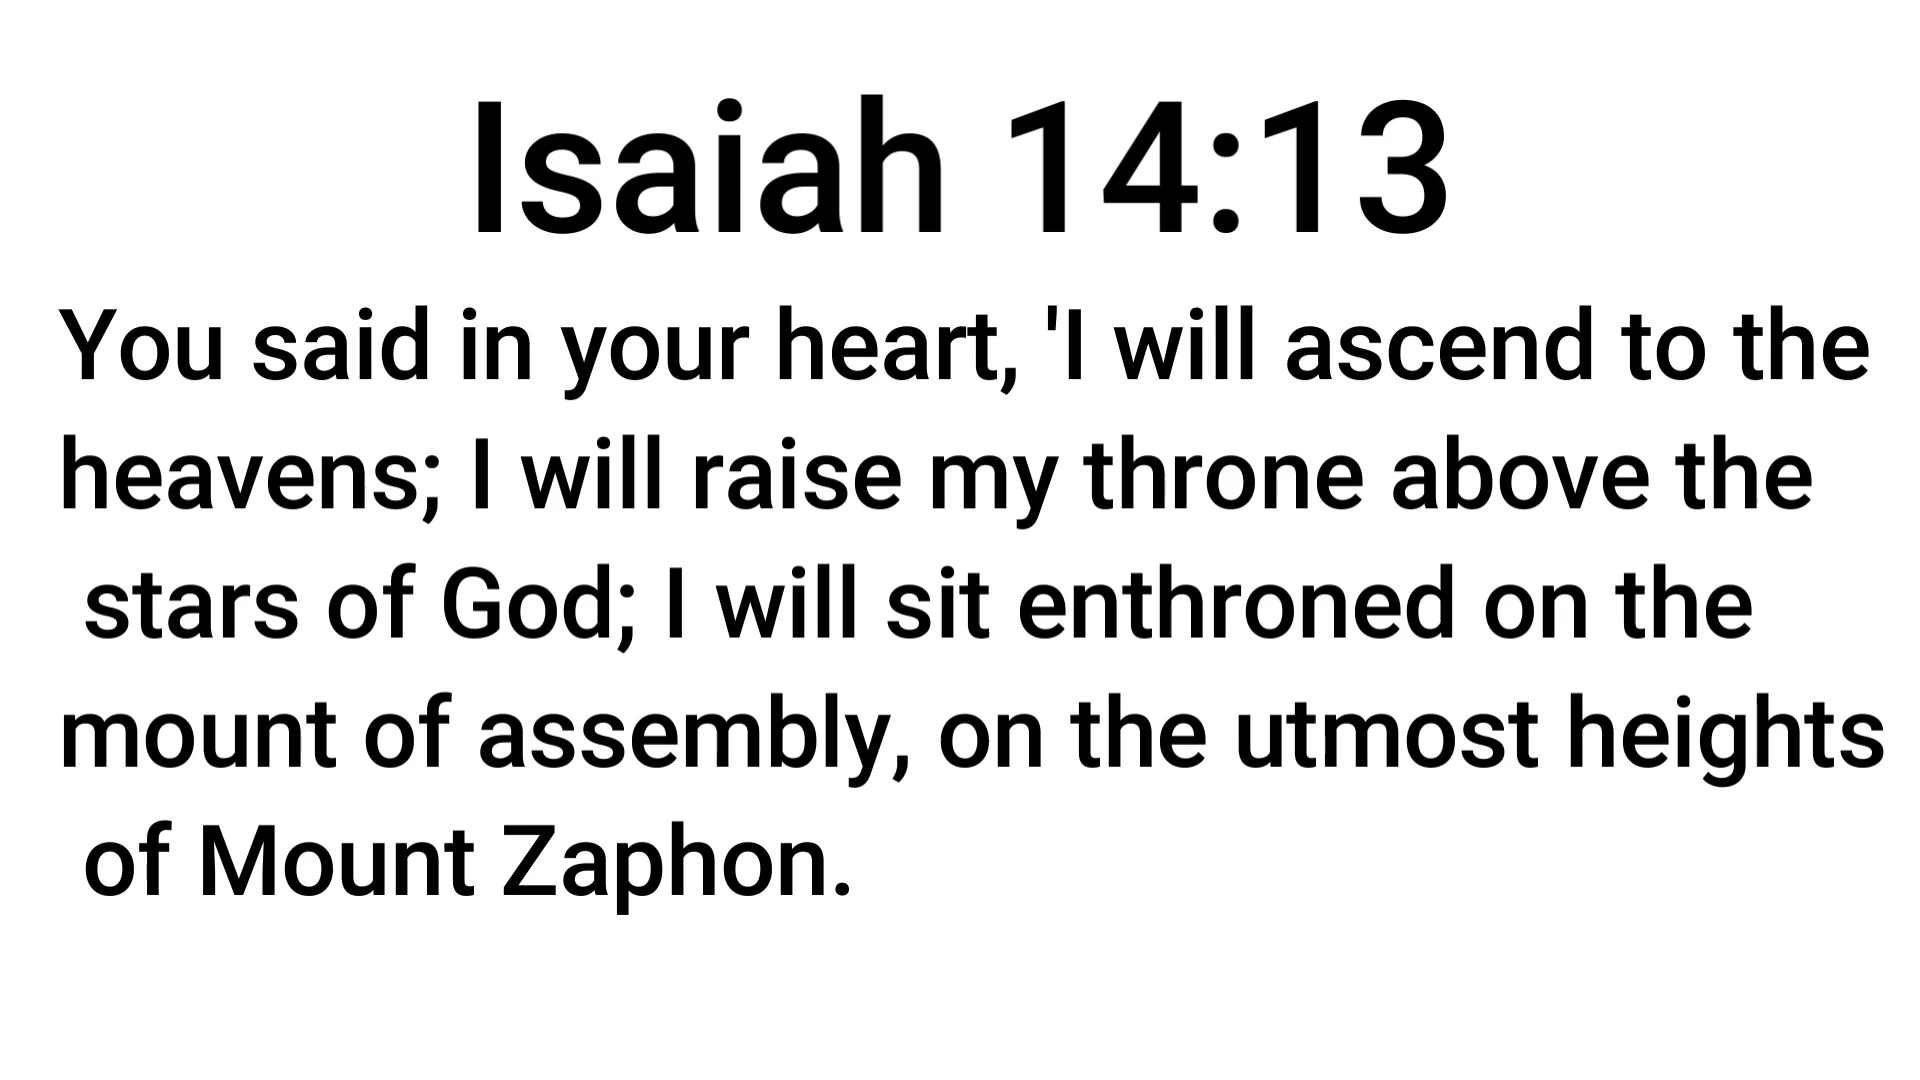 Isaiah 14:13
You said in your heart, 'I will ascend to the
heavens; I will raise my throne above the
stars of God; I will sit enthroned on the
mount of assembly, on the utmost heights
of Mount Zaphon.